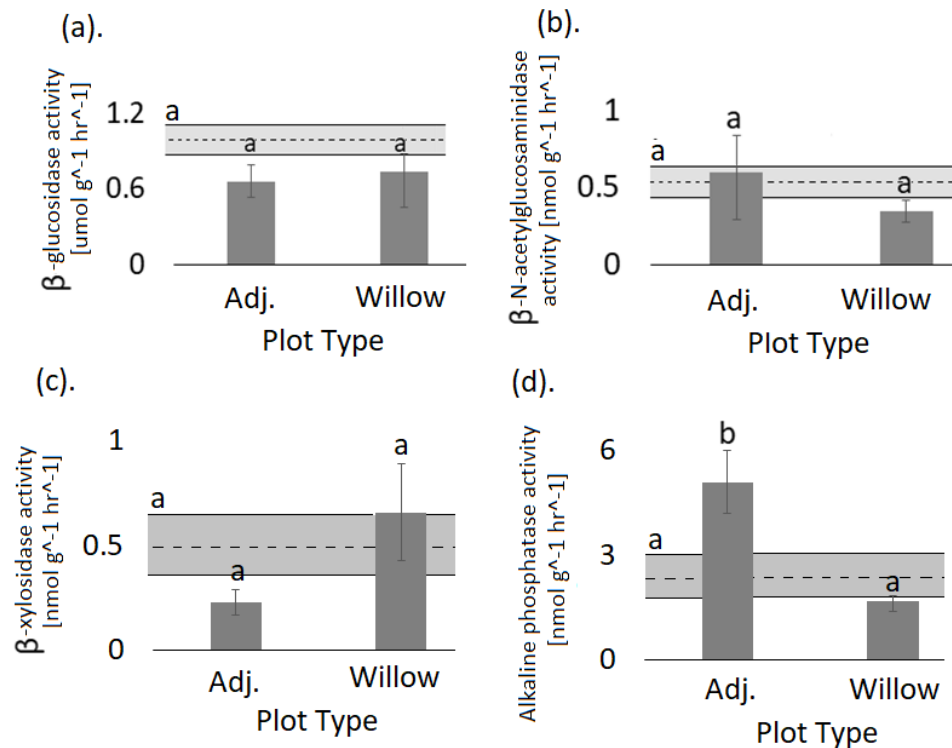 (a).
β-glucosidase activity
[umol g^-1 hr^-1]
1.2
0.6
0
a
a
a
Adj.
Willow
Plot Type
(b).
β-N-acetylglucosaminidase
activity [nmol g^-1 hr^-1]
1
0.5
0
a
a
a
Adj.
Willow
Plot Type
(c).
β-xylosidase activity
[nmol g^-1 hr^-1]
1
0.5
0
a
a
a
Adj.
Willow
Plot Type
(d).
Alkaline phosphatase activity
[nmol g^-1 hr^-1]
6
3
0
a
b
a
Adj.
Willow
Plot Type